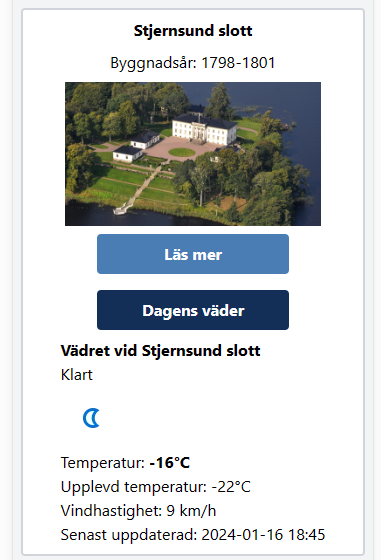 Stjernsund slott
Byggnadsår: 1798-1801
Läs mer
Dagens väder
Vädret vid Stjernsund slott
Klart
Temperatur: -16°C
Upplevd temperatur: -22°C
Vindhastighet: 9 km/h
Senast uppdaterad: 2024-01-16 18:45